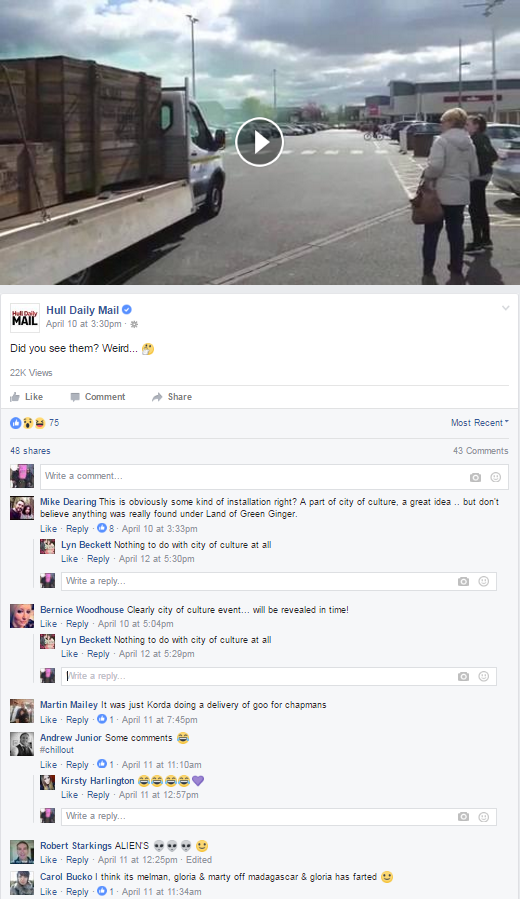 Hull Daily
MAIL
Hull Daily Mail
April 10 at 3:30pm ·
Did you see them? Weird... 🤔
22K Views
Like Comment Share
75 Most Recent
48 shares 43 Comments
Write a comment...
Mike Dearing This is obviously some kind of installation right? A part of city of culture, a great idea .. but don't
believe anything was really found under Land of Green Ginger.
Like · Reply · 8 · April 10 at 3:33pm
Lyn Beckett Nothing to do with city of culture at all
Like · Reply · April 12 at 5:30pm
Write a reply...
Bernice Woodhouse Clearly city of culture event... will be revealed in time!
Like · Reply · April 10 at 5:04pm
Lyn Beckett Nothing to do with city of culture at all
Like · Reply · April 12 at 5:29pm
Write a reply...
Martin Mailey It was just Korda doing a delivery of goo for chapmans
Like · Reply · 1 · April 11 at 7:45pm
Andrew Junior Some comments 😂
#chillout
Like · Reply · 1 · April 11 at 11:10am
Kirsty Harlington 😂😂😂😂💜
Like · Reply · April 11 at 12:57pm
Write a reply...
Robert Starkings ALIEN'S 💀💀💀 😉
Like · Reply · April 11 at 12:25pm · Edited
Carol Bucko I think its melman, gloria & marty off madagascar & gloria has farted 😉
Like · Reply · 1 · April 11 at 11:34am